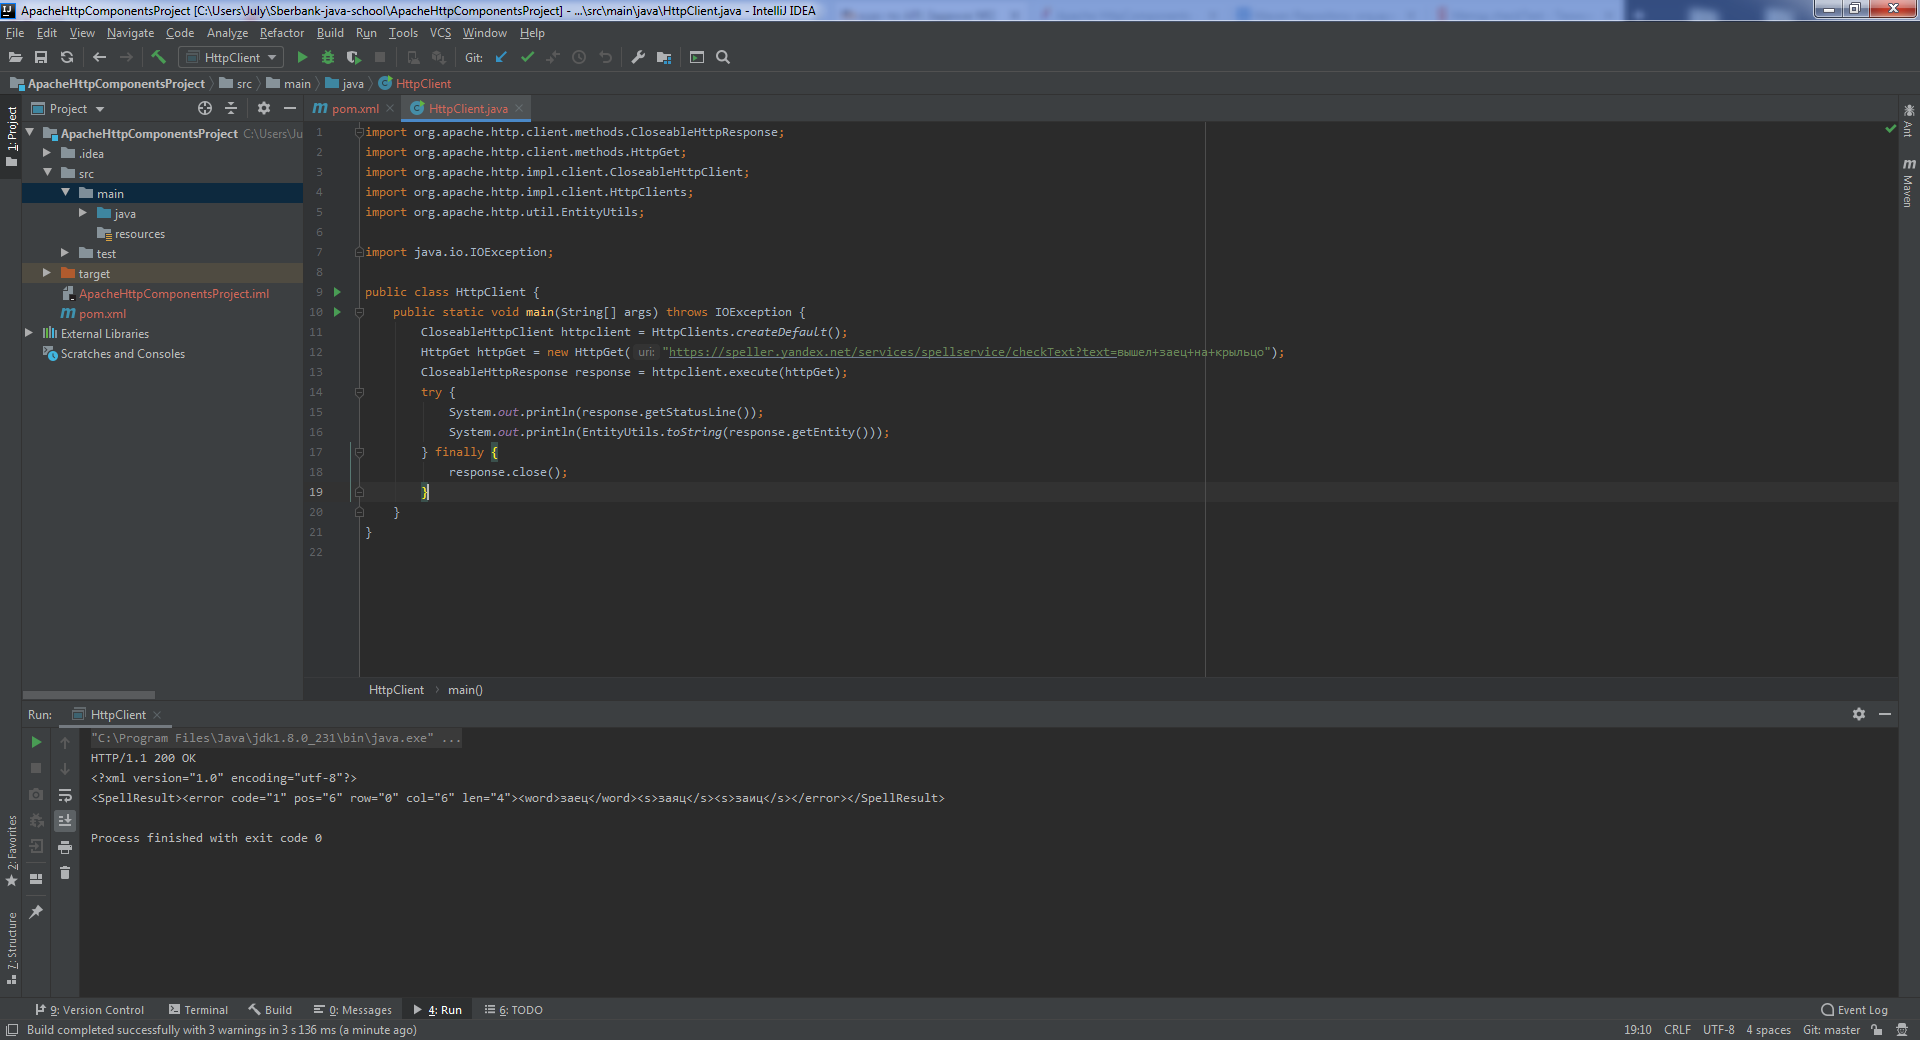 ApacheHttpComponentsProject [C:\Users\July\Sberbank-java-school\ApacheHttpComponentsProject] - ...\src\main\java\HttpClient.java - IntelliJ IDEA
File Edit View Navigate Code Analyze Refactor Build Run Tools VCS Window Help
HttpClient Git:
ApacheHttpComponentsProject src main java HttpClient
1: Project
Project
pom.xml HttpClient.java
Ant
Maven
ApacheHttpComponentsProject C:\Users\Ju
.idea
src
main
java
resources
test
target
ApacheHttpComponentsProject.iml
pom.xml
External Libraries
Scratches and Consoles
1 import org.apache.http.client.methods.CloseableHttpResponse;
2 import org.apache.http.client.methods.HttpGet;
3 import org.apache.http.impl.client.CloseableHttpClient;
4 import org.apache.http.impl.client.HttpClients;
5 import org.apache.http.util.EntityUtils;
6
7 import java.io.IOException;
8
9 public class HttpClient {
10 public static void main(String[] args) throws IOException {
11 CloseableHttpClient httpclient = HttpClients.createDefault();
12 HttpGet httpGet = new HttpGet( uri: "https://speller.yandex.net/services/spellservice/checkText?text=вышел+заец+на+крыльцо");
13 CloseableHttpResponse response = httpclient.execute(httpGet);
14 try {
15 System.out.println(response.getStatusLine());
16 System.out.println(EntityUtils.toString(response.getEntity()));
17 } finally {
18 response.close();
19 }
20 }
21 }
22
HttpClient main()
Run: HttpClient
"C:\Program Files\Java\jdk1.8.0_231\bin\java.exe" ...
HTTP/1.1 200 OK
<?xml version="1.0" encoding="utf-8"?>
<SpellResult><error code="1" pos="6" row="0" col="6" len="4"><word>заец</word><s>заяц</s><s>заиц</s></error></SpellResult>
Process finished with exit code 0
2: Favorites
7: Structure
9: Version Control Terminal Build 0: Messages 4: Run 6: TODO Event Log
Build completed successfully with 3 warnings in 3 s 136 ms (a minute ago) 19:10 CRLF UTF-8 4 spaces Git: master